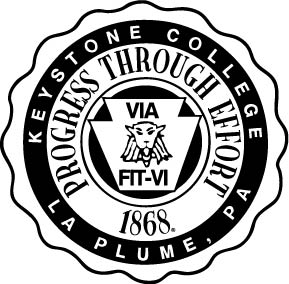 KEYSTONE COLLEGE
PROGRESS THROUGH EFFORT
VIA
FIT-VI
1868®
LA PLUME, PA